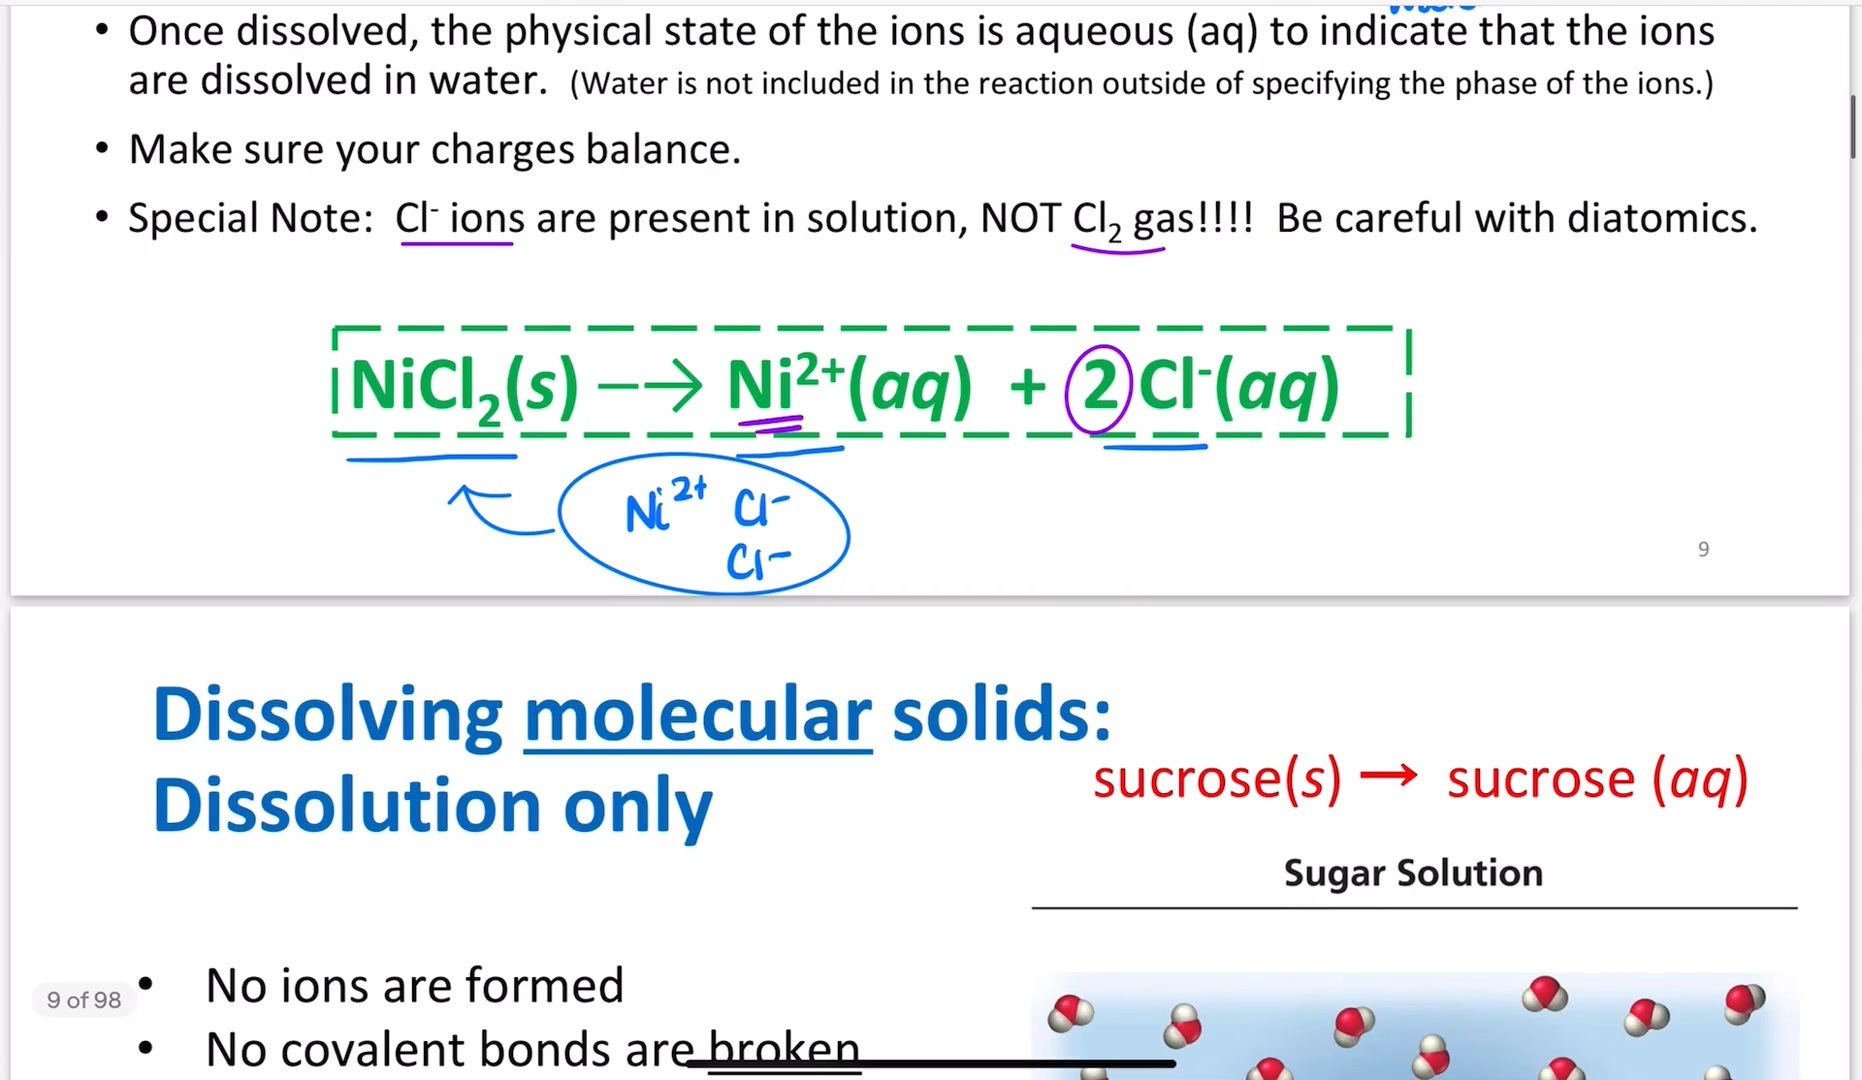 • Once dissolved, the physical state of the ions is aqueous (aq) to indicate that the ions
are dissolved in water. (Water is not included in the reaction outside of specifying the phase of the ions.)
• Make sure your charges balance.
• Special Note: Cl⁻ ions are present in solution, NOT Cl₂ gas!!!! Be careful with diatomics.
NiCl₂(s) → Ni²⁺(aq) + 2Cl⁻(aq)
Ni²⁺ Cl⁻
Cl⁻
9
Dissolving molecular solids:
Dissolution only
sucrose(s) → sucrose (aq)
Sugar Solution
• No ions are formed
9 of 98
• No covalent bonds are broken